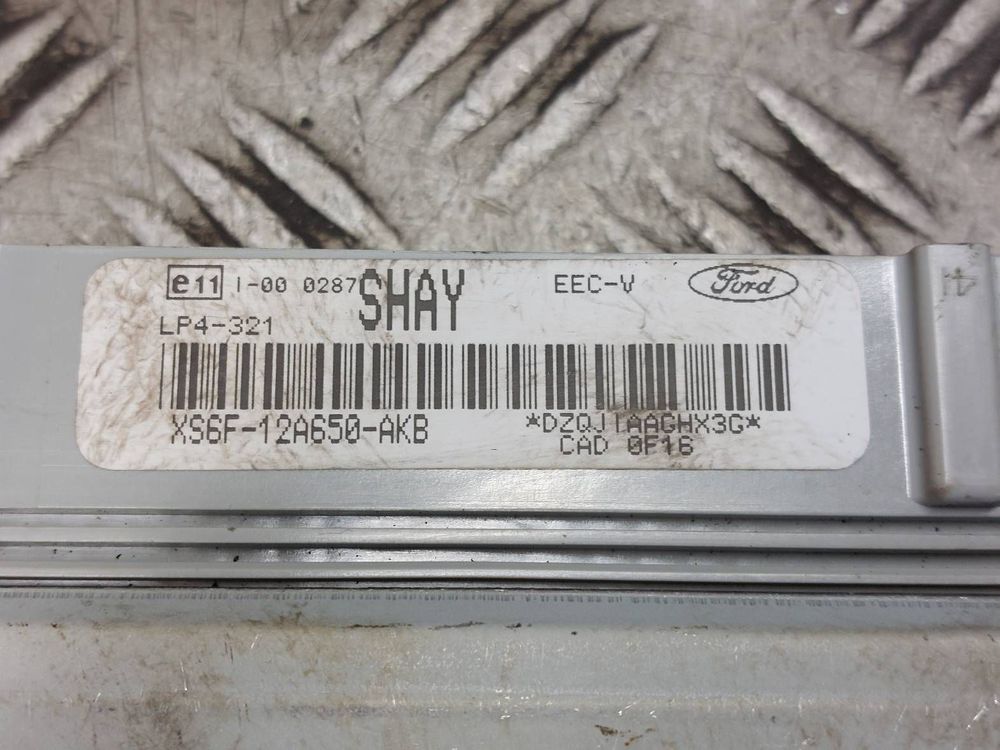 e11 I-00 0287 SHAY EEC-V Ford
LP4-321
XS6F-12A650-AKB *DZQJ1AAGHX3G*
CAD 0F16